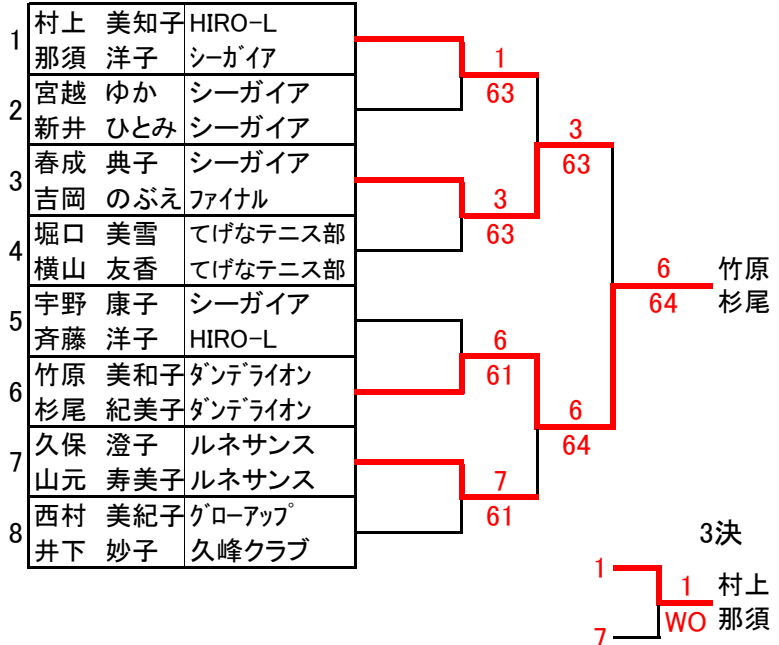 1
村上 美知子 HIRO-L
那須 洋子 シーガイア
2
宮越 ゆか シーガイア
新井 ひとみ シーガイア
3
春成 典子 シーガイア
吉岡 のぶえ ファイナル
4
堀口 美雪 てげなテニス部
横山 友香 てげなテニス部
5
宇野 康子 シーガイア
斉藤 洋子 HIRO-L
6
竹原 美和子 ダンデライオン
杉尾 紀美子 ダンデライオン
7
久保 澄子 ルネサンス
山元 寿美子 ルネサンス
8
西村 美紀子 グローアップ
井下 妙子 久峰クラブ
1
63
3
63
6
61
7
61
3
63
6
64
6
64
竹原
杉尾
3決
1
7
1
WO
村上
那須